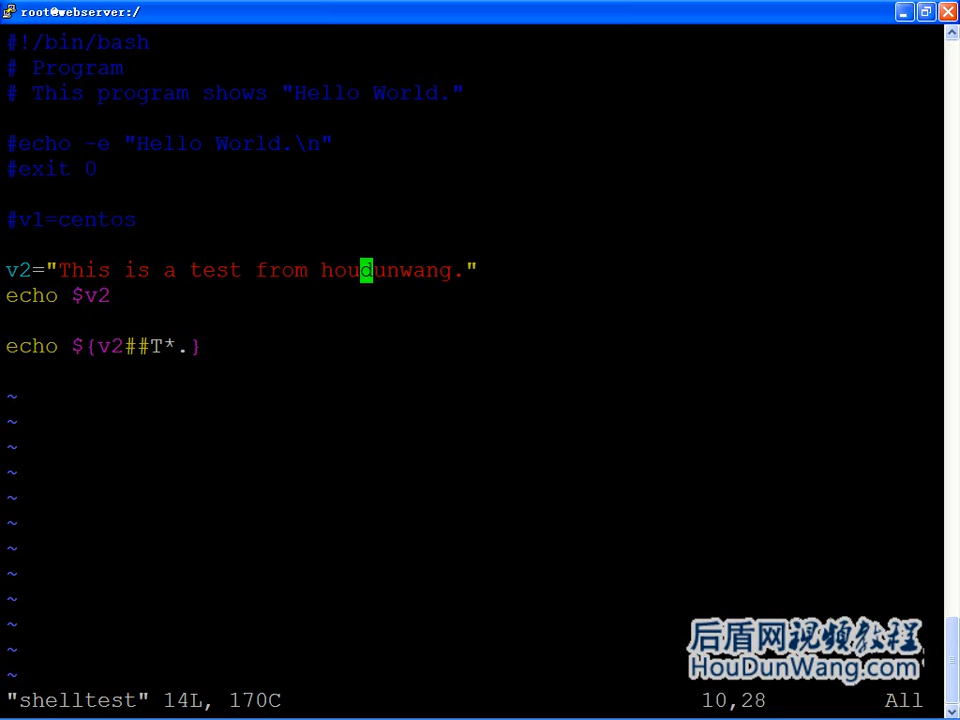 root@webserver:/
#!/bin/bash
# Program
# This program shows "Hello World."
#echo -e "Hello World.\n"
#exit 0
#v1=centos
v2="This is a test from houdunwang."
echo $v2
echo ${v2##T*.}
~
~
~
~
~
~
~
~
~
~
~
~
后盾网视频教程
HouDunWang.com
"shelltest" 14L, 170C 10,28 All